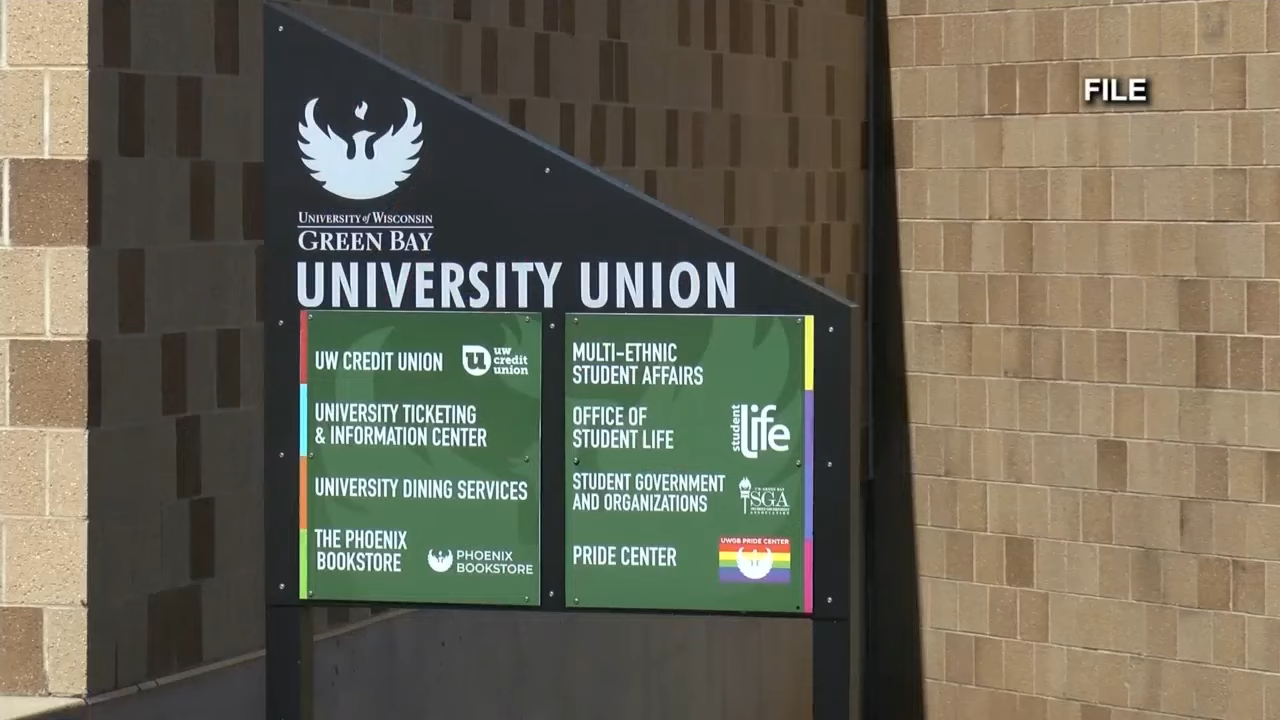 FILE
UNIVERSITY of WISCONSIN
GREEN BAY
UNIVERSITY UNION
UW CREDIT UNION
uw
credit
union
UNIVERSITY TICKETING
& INFORMATION CENTER
UNIVERSITY DINING SERVICES
THE PHOENIX
BOOKSTORE
PHOENIX
BOOKSTORE
MULTI-ETHNIC
STUDENT AFFAIRS
OFFICE OF
STUDENT LIFE
student
life
STUDENT GOVERNMENT
AND ORGANIZATIONS
SGA
PRIDE CENTER
UWGB PRIDE CENTER